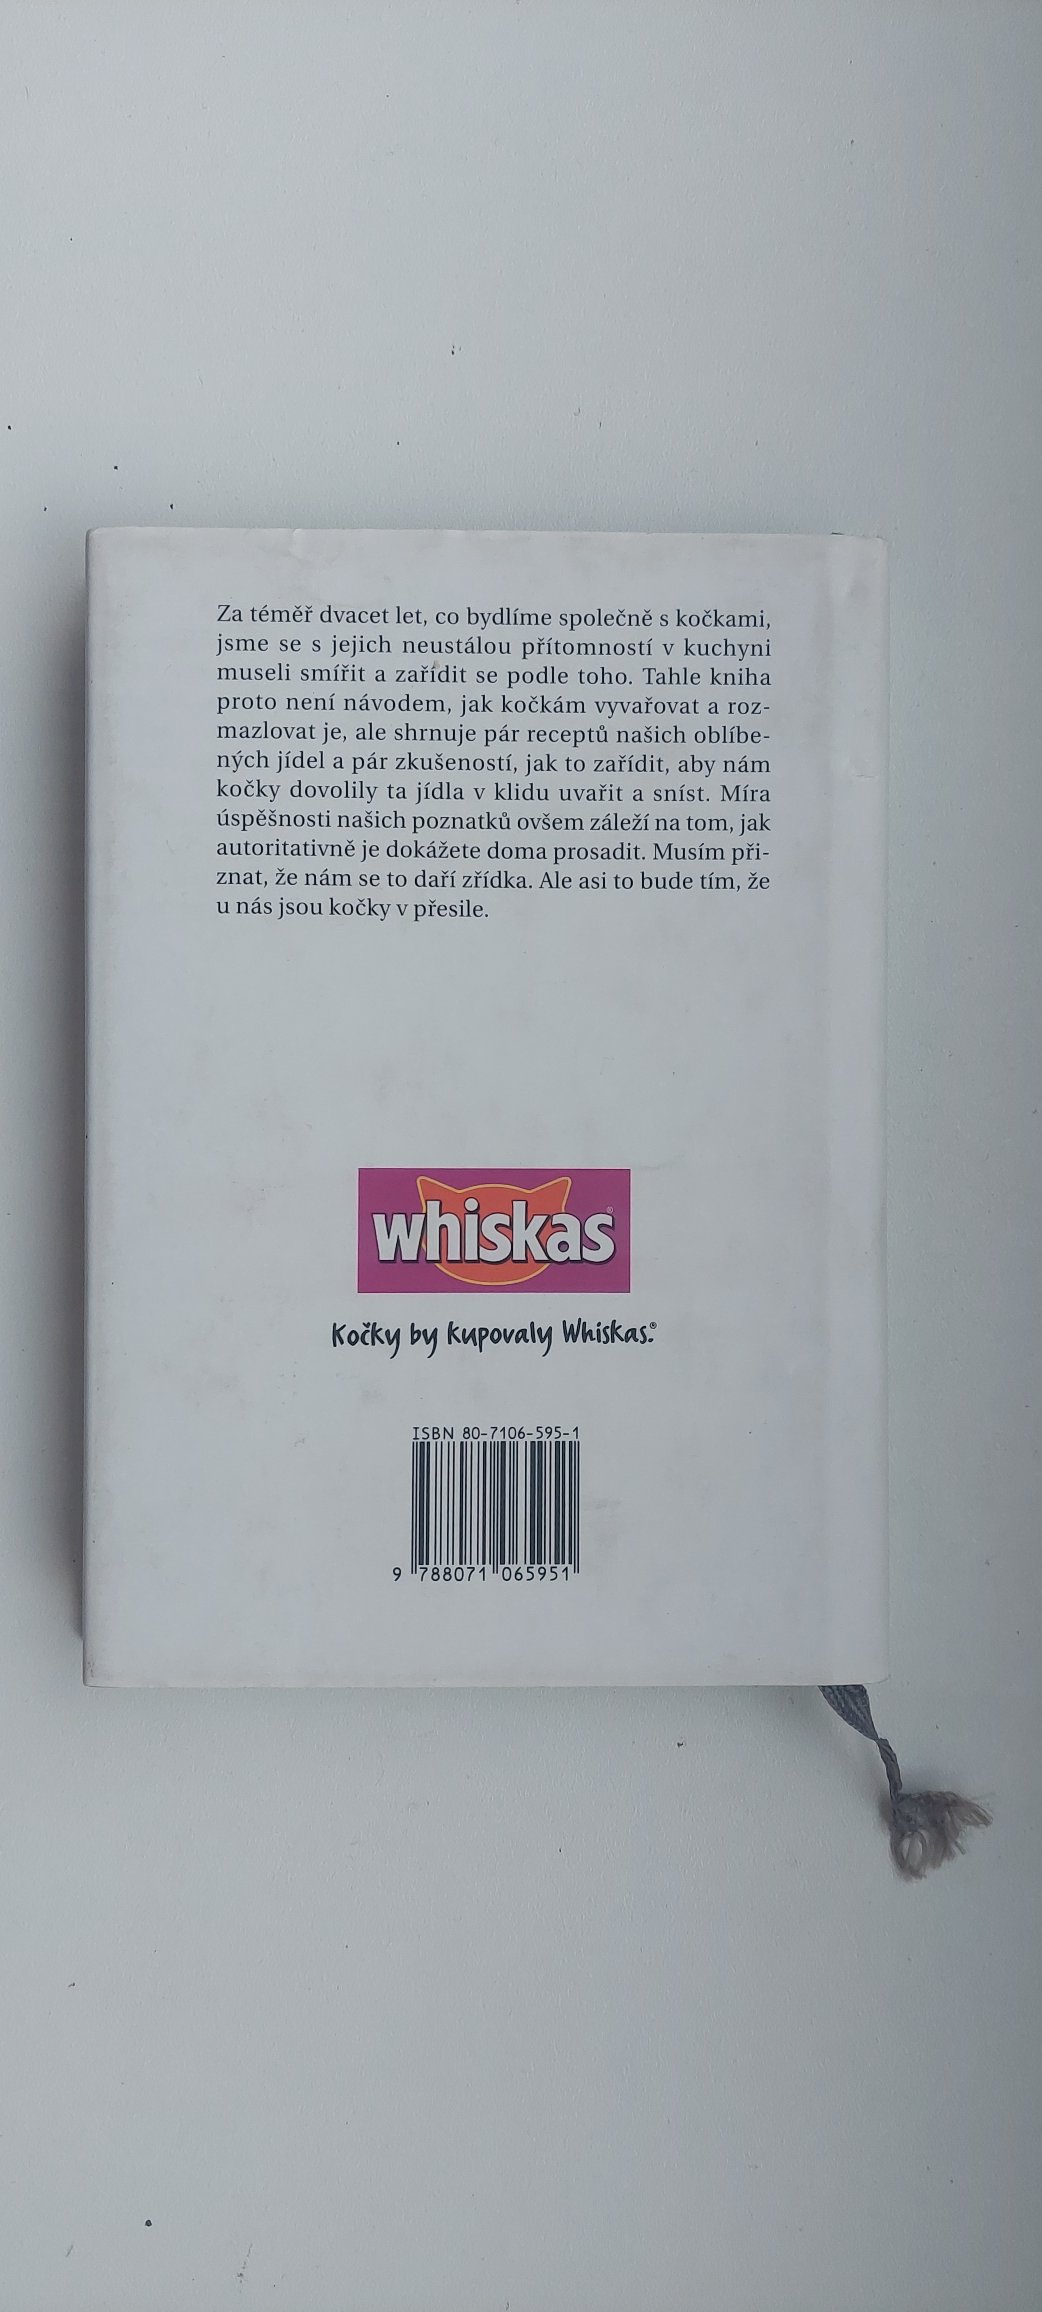 Za téměř dvacet let, co bydlíme společně s kočkami,
jsme se s jejich neustálou přítomností v kuchyni
museli smířit a zařídit se podle toho. Tahle kniha
proto není návodem, jak kočkám vyvařovat a roz-
mazlovat je, ale shrnuje pár receptů našich oblíbe-
ných jídel a pár zkušeností, jak to zařídit, aby nám
kočky dovolily ta jídla v klidu uvařit a sníst. Míra
úspěšnosti našich poznatků ovšem záleží na tom, jak
autoritativně je dokážete doma prosadit. Musím při-
znat, že nám se to daří zřídka. Ale asi to bude tím, že
u nás jsou kočky v přesile.
whiskas®
Kočky by kupovaly Whiskas.®
ISBN 80-7106-595-1
9 788071 065951